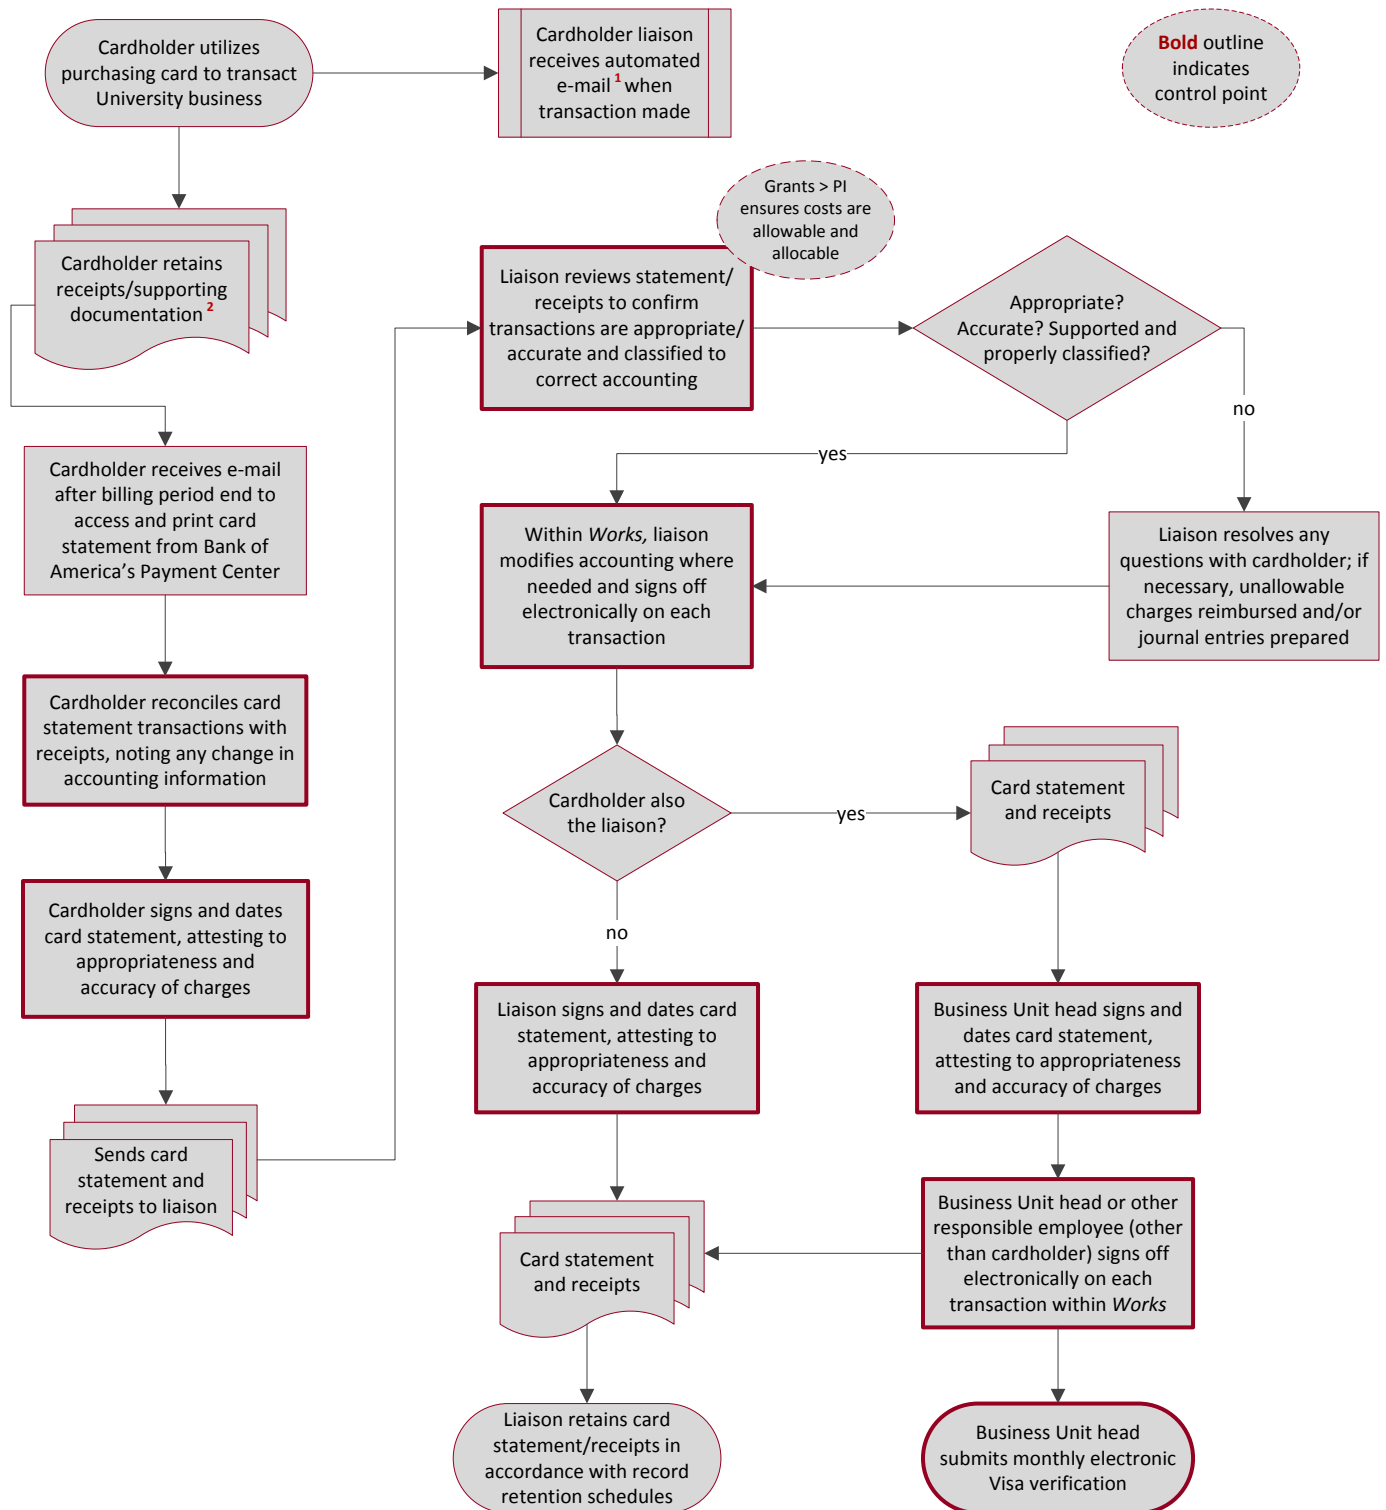 Cardholder utilizes
purchasing card to transact
University business
Cardholder liaison
receives automated
e-mail 1 when
transaction made
Bold outline
indicates
control point
Grants > PI
ensures costs are
allowable and
allocable
Cardholder retains
receipts/supporting
documentation 2
Liaison reviews statement/
receipts to confirm
transactions are appropriate/
accurate and classified to
correct accounting
Appropriate?
Accurate? Supported and
properly classified?
no
yes
Cardholder receives e-mail
after billing period end to
access and print card
statement from Bank of
America's Payment Center
Within Works, liaison
modifies accounting where
needed and signs off
electronically on each
transaction
Liaison resolves any
questions with cardholder; if
necessary, unallowable
charges reimbursed and/or
journal entries prepared
Cardholder reconciles card
statement transactions with
receipts, noting any change in
accounting information
Cardholder also
the liaison?
yes
Card statement
and receipts
no
Cardholder signs and dates
card statement, attesting to
appropriateness and
accuracy of charges
Liaison signs and dates card
statement, attesting to
appropriateness and
accuracy of charges
Business Unit head signs and
dates card statement,
attesting to appropriateness
and accuracy of charges
Sends card
statement and
receipts to liaison
Card statement
and receipts
Business Unit head or other
responsible employee (other
than cardholder) signs off
electronically on each
transaction within Works
Liaison retains card
statement/receipts in
accordance with record
retention schedules
Business Unit head
submits monthly electronic
Visa verification